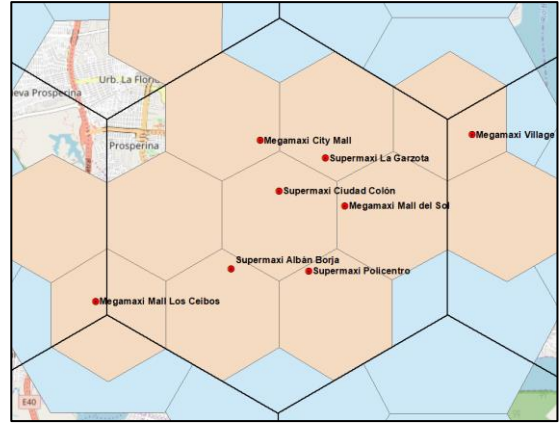 Urb. La Flor
eva Prosperina
Prosperina
Megamaxi City Mall
Megamaxi Village
Supermaxi La Garzota
Supermaxi Ciudad Colón
Megamaxi Mall del Sol
Supermaxi Albán Borja
Supermaxi Policentro
Megamaxi Mall Los Ceibos
E40